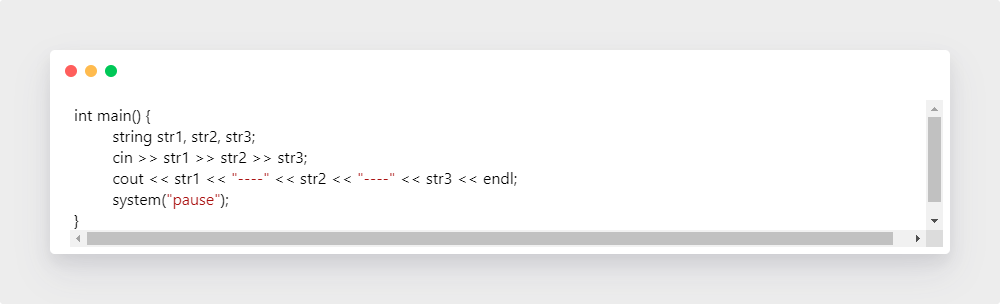 int main() {
string str1, str2, str3;
cin >> str1 >> str2 >> str3;
cout << str1 << "----" << str2 << "----" << str3 << endl;
system("pause");
}